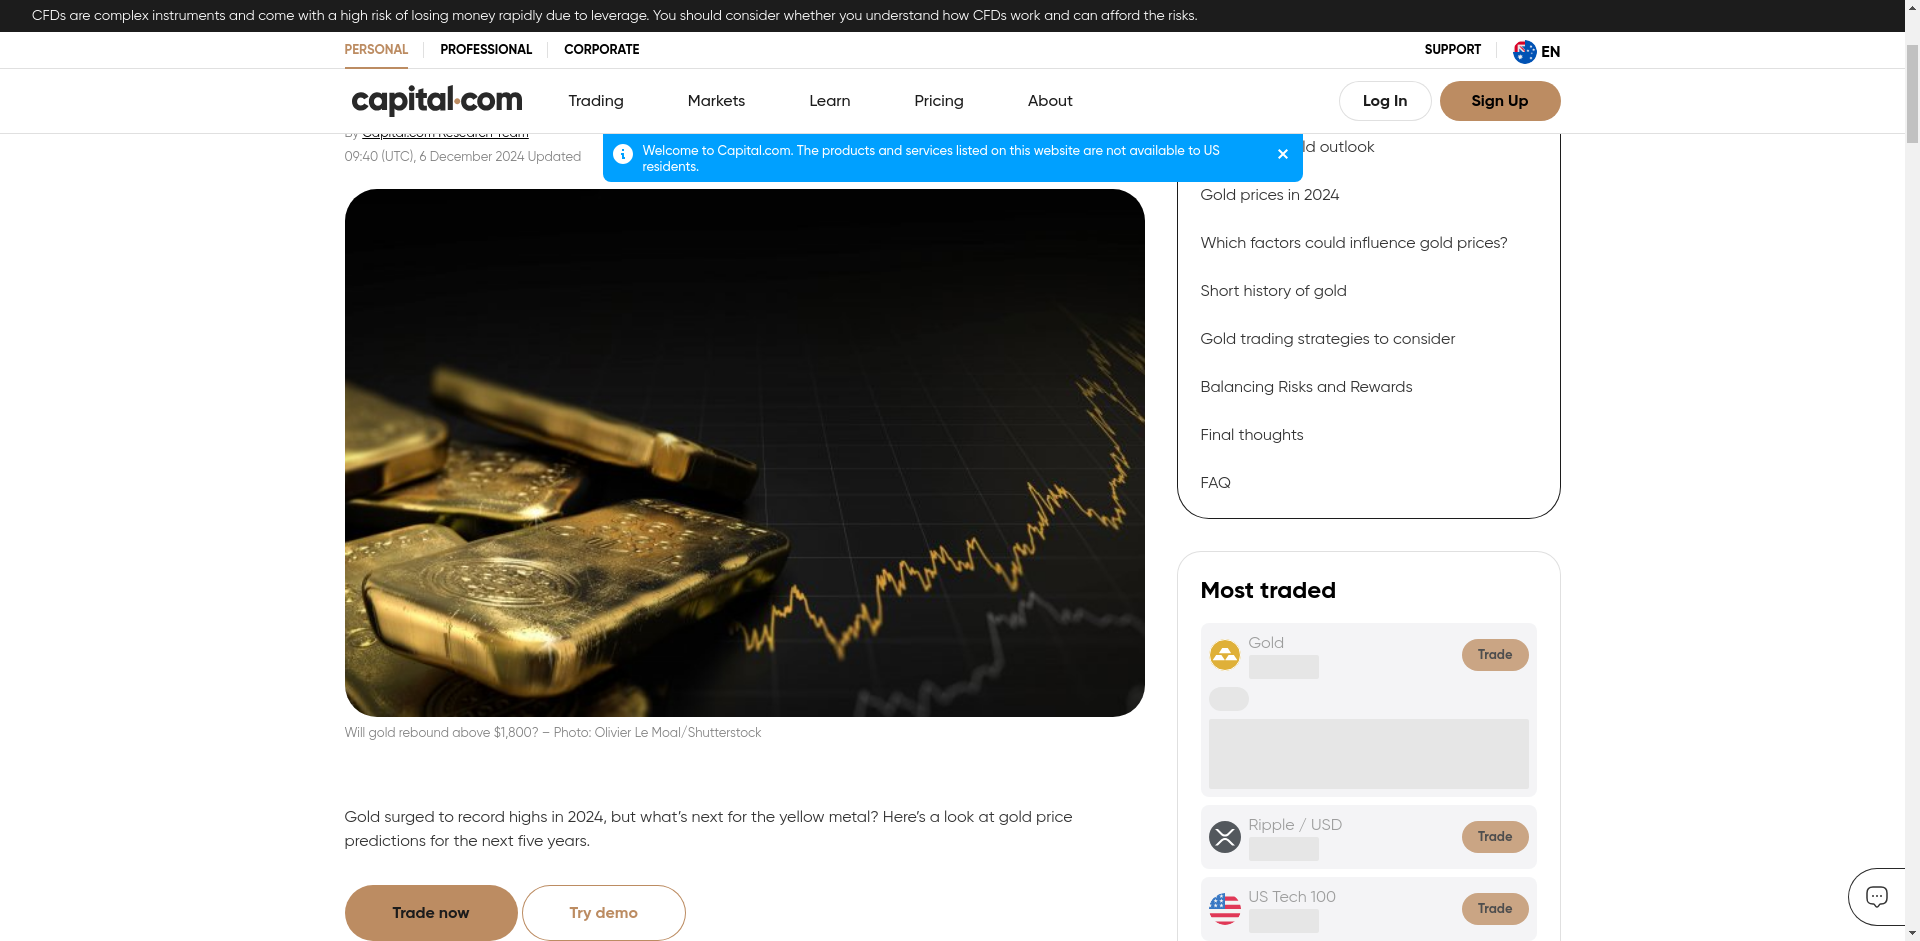 CFDs are complex instruments and come with a high risk of losing money rapidly due to leverage. You should consider whether you understand how CFDs work and can afford the risks.
PERSONAL
PROFESSIONAL
CORPORATE
SUPPORT
EN
capital.com
Trading
Markets
Learn
Pricing
About
Log In
Sign Up
By Capital.com Research Team
09:40 (UTC), 6 December 2024 Updated
Welcome to Capital.com. The products and services listed on this website are not available to US
residents.
Will gold rebound above $1,800? – Photo: Olivier Le Moal/Shutterstock
Gold surged to record highs in 2024, but what’s next for the yellow metal? Here’s a look at gold price
predictions for the next five years.
Trade now
Try demo
outlook
Gold prices in 2024
Which factors could influence gold prices?
Short history of gold
Gold trading strategies to consider
Balancing Risks and Rewards
Final thoughts
FAQ
Most traded
Gold
Trade
Ripple / USD
Trade
US Tech 100
Trade